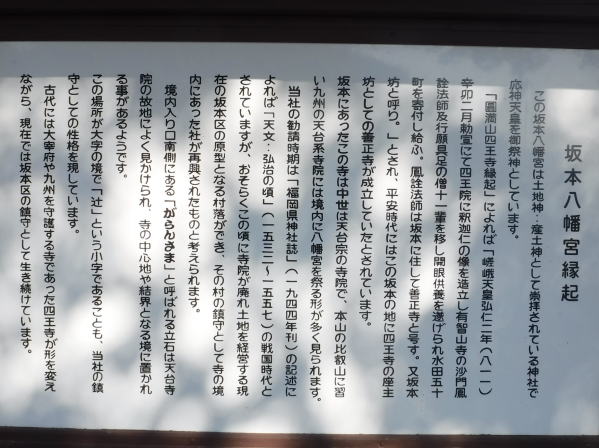 坂本八幡宮縁起
この坂本八幡宮は土地神・産土神として崇拝されている神社で
応神天皇を御祭神としています。
「圓満山四王寺縁起」によれば「嵯峨天皇弘仁二年（八一一）
辛卯二月勅宣にて四王院に釈迦仁の像を造立し有智山寺の沙門鳳
詮法師及行願具足の僧十一輩を移し開眼供養を遂げられ水田五十
町を寄付し給ふ。鳳詮法師は坂本に住して善正寺と号す。又坂本
坊と呼り。」とされ、平安時代にはこの坂本の地に四王寺の座主
坊としての善正寺が成立していたとされています。
坂本にあったこの寺は中世は天台宗の寺院で、本山の比叡山に習
い九州の天台系寺院には境内に八幡宮を祭る形が多く見られます。
当社の勧請時期は「福岡県神社誌」（一九四四年刊）の記述に
よれば「天文・弘治の頃」（一五三二～一五五七）の戦国時代と
されていますが、おそらくこの頃に寺院が廃れ土地を経営する現
在の坂本区の原型となる村落ができ、その村の鎮守として寺の境
内にあった社が再興されたものと考えられます。
境内入り口南側にある「がらんさま」と呼ばれる立石は天台寺
院の故地によく見かけられ、寺の中心地や結界となる境に置かれ
る事があるようです。
この場所が大字の境で「辻」という小字であることも、当社の鎮
守としての性格を現しています。
古代には大宰府や九州を守護する寺であった四王寺が形を変え
ながら、現在では坂本区の鎮守として生き続けています。